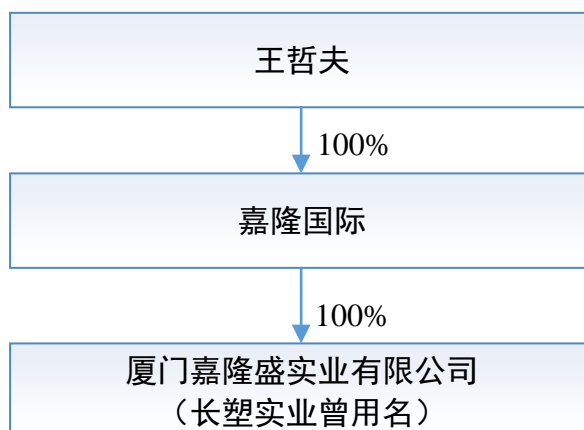 王哲夫
100%
嘉隆国际
100%
厦门嘉隆盛实业有限公司
（长塑实业曾用名）